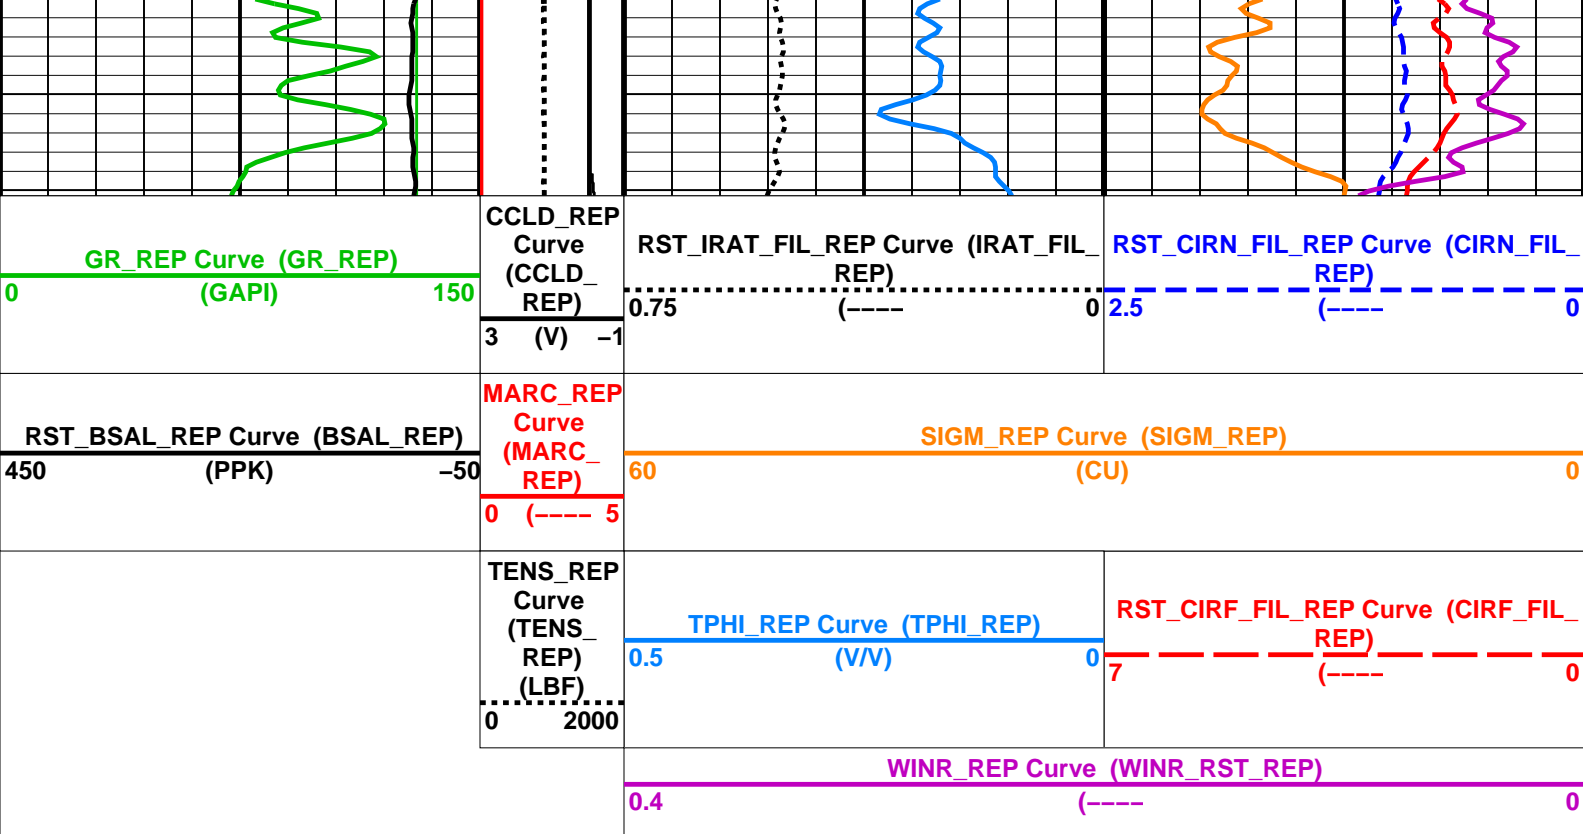 GR_REP Curve (GR_REP)
0 (GAPI) 150
CCLD_REP
Curve
(CCLD_
REP)
3 (V) −1
RST_IRAT_FIL_REP Curve (IRAT_FIL_
REP)
0.75 (−−−− 0
RST_CIRN_FIL_REP Curve (CIRN_FIL_
REP)
2.5 (−−−− 0
RST_BSAL_REP Curve (BSAL_REP)
450 (PPK) −50
MARC_REP
Curve
(MARC_
REP)
0 (−−−− 5
SIGM_REP Curve (SIGM_REP)
60 (CU) 0
TENS_REP
Curve
(TENS_
REP)
(LBF)
0 2000
TPHI_REP Curve (TPHI_REP)
0.5 (V/V) 0
RST_CIRF_FIL_REP Curve (CIRF_FIL_
REP)
7 (−−−− 0
WINR_REP Curve (WINR_RST_REP)
0.4 (−−−− 0